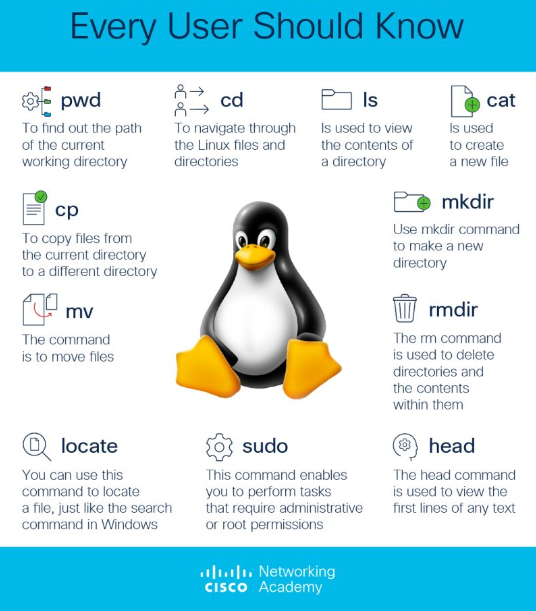 Every User Should Know
pwd
To find out the path
of the current
working directory
cd
To navigate through
the Linux files and
directories
ls
Is used to view
the contents of
a directory
cat
Is used
to create
a new file
cp
To copy files from
the current directory
to a different directory
mkdir
Use mkdir command
to make a new
directory
mv
The command
is to move files
rmdir
The rm command
is used to delete
directories and
the contents
within them
locate
You can use this
command to locate
a file, just like the search
command in Windows
sudo
This command enables
you to perform tasks
that require administrative
or root permissions
head
The head command
is used to view the
first lines of any text
CISCO
Networking
Academy